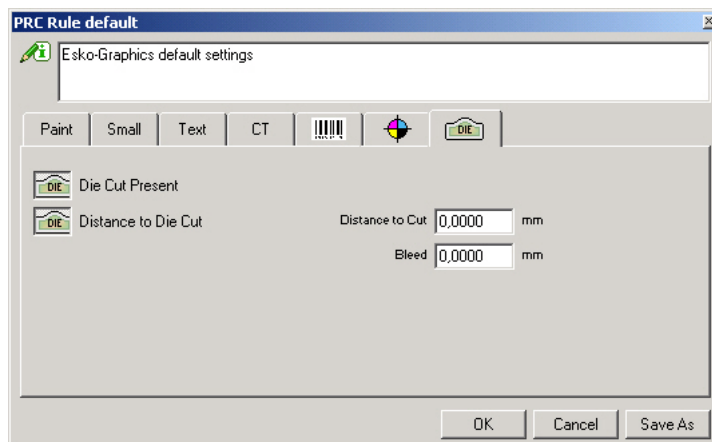 PRC Rule default
Esko-Graphics default settings
Paint Small Text CT DIE
DIE Die Cut Present
DIE Distance to Die Cut Distance to Cut 0,0000 mm
Bleed 0,0000 mm
OK Cancel Save As